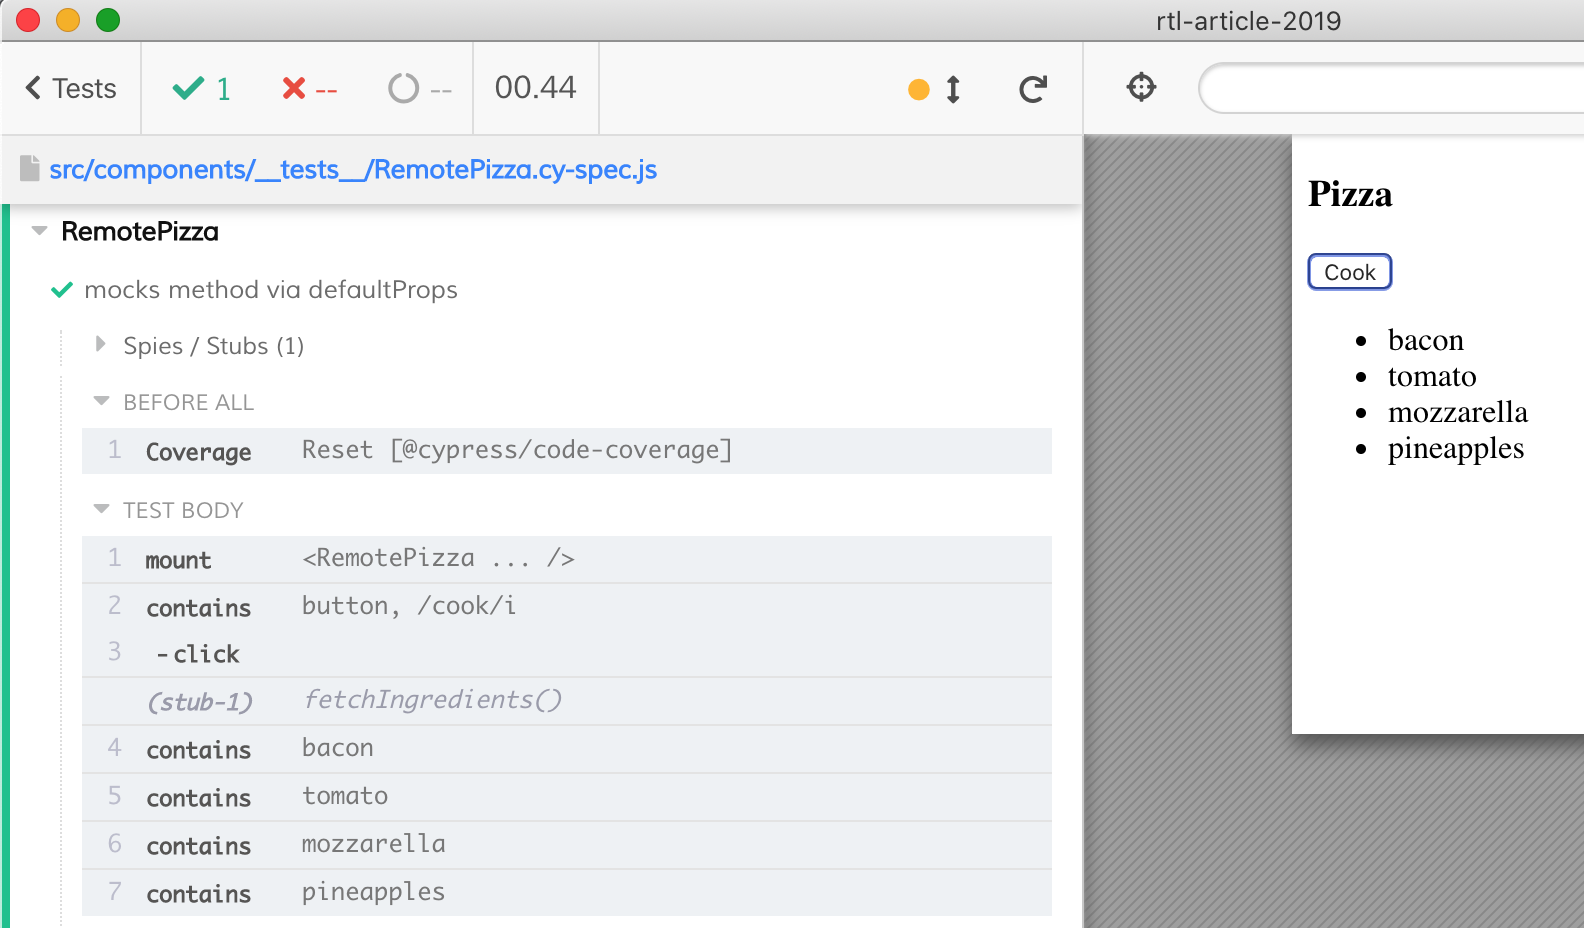 rtl-article-2019
Tests
1
--
--
00.44
src/components/__tests__/RemotePizza.cy-spec.js
RemotePizza
mocks method via defaultProps
Spies / Stubs (1)
BEFORE ALL
1 Coverage Reset [@cypress/code-coverage]
TEST BODY
1 mount <RemotePizza ... />
2 contains button, /cook/i
3 -click
(stub-1) fetchIngredients()
4 contains bacon
5 contains tomato
6 contains mozzarella
7 contains pineapples
Pizza
Cook
• bacon
• tomato
• mozzarella
• pineapples